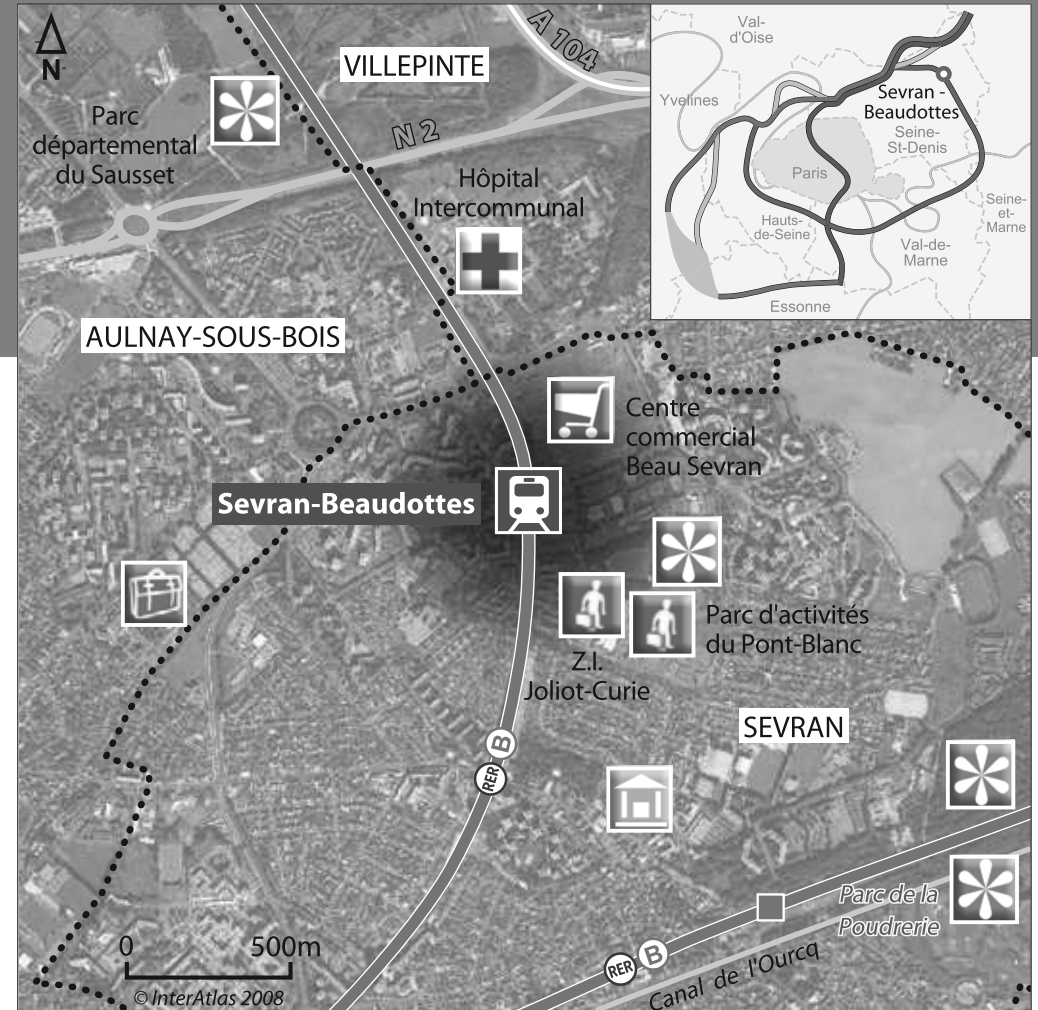 N
VILLEPINTE
A 104
N 2
Parc
départemental
du Sausset
Hôpital
Intercommunal
AULNAY-SOUS-BOIS
Val-
d'Oise
Yvelines
Sevran -
Beaudottes
Seine-
St-Denis
Paris
Hauts-
de-Seine
Val-de-
Marne
Seine-
et-
Marne
Essonne
Centre
commercial
Beau Sevran
Sevran-Beaudottes
Parc d'activités
du Pont-Blanc
Z.I.
Joliot-Curie
SEVRAN
B
RER
Parc de la
Poudrerie
RER B
Canal de l'Ourcq
0 500m
© InterAtlas 2008